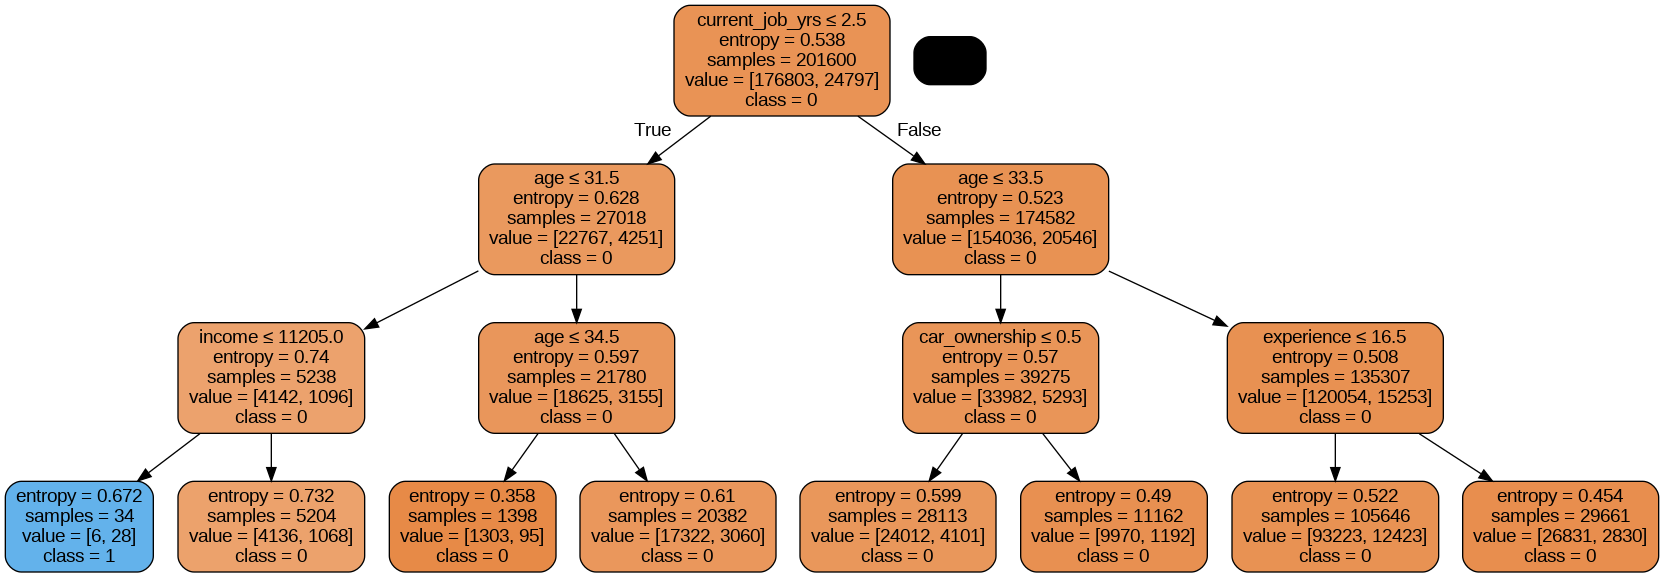 current_job_yrs ≤ 2.5
entropy = 0.538
samples = 201600
value = [176803, 24797]
class = 0
True
False
age ≤ 31.5
entropy = 0.628
samples = 27018
value = [22767, 4251]
class = 0
age ≤ 33.5
entropy = 0.523
samples = 174582
value = [154036, 20546]
class = 0
income ≤ 11205.0
entropy = 0.74
samples = 5238
value = [4142, 1096]
class = 0
age ≤ 34.5
entropy = 0.597
samples = 21780
value = [18625, 3155]
class = 0
car_ownership ≤ 0.5
entropy = 0.57
samples = 39275
value = [33982, 5293]
class = 0
experience ≤ 16.5
entropy = 0.508
samples = 135307
value = [120054, 15253]
class = 0
entropy = 0.672
samples = 34
value = [6, 28]
class = 1
entropy = 0.732
samples = 5204
value = [4136, 1068]
class = 0
entropy = 0.358
samples = 1398
value = [1303, 95]
class = 0
entropy = 0.61
samples = 20382
value = [17322, 3060]
class = 0
entropy = 0.599
samples = 28113
value = [24012, 4101]
class = 0
entropy = 0.49
samples = 11162
value = [9970, 1192]
class = 0
entropy = 0.522
samples = 105646
value = [93223, 12423]
class = 0
entropy = 0.454
samples = 29661
value = [26831, 2830]
class = 0